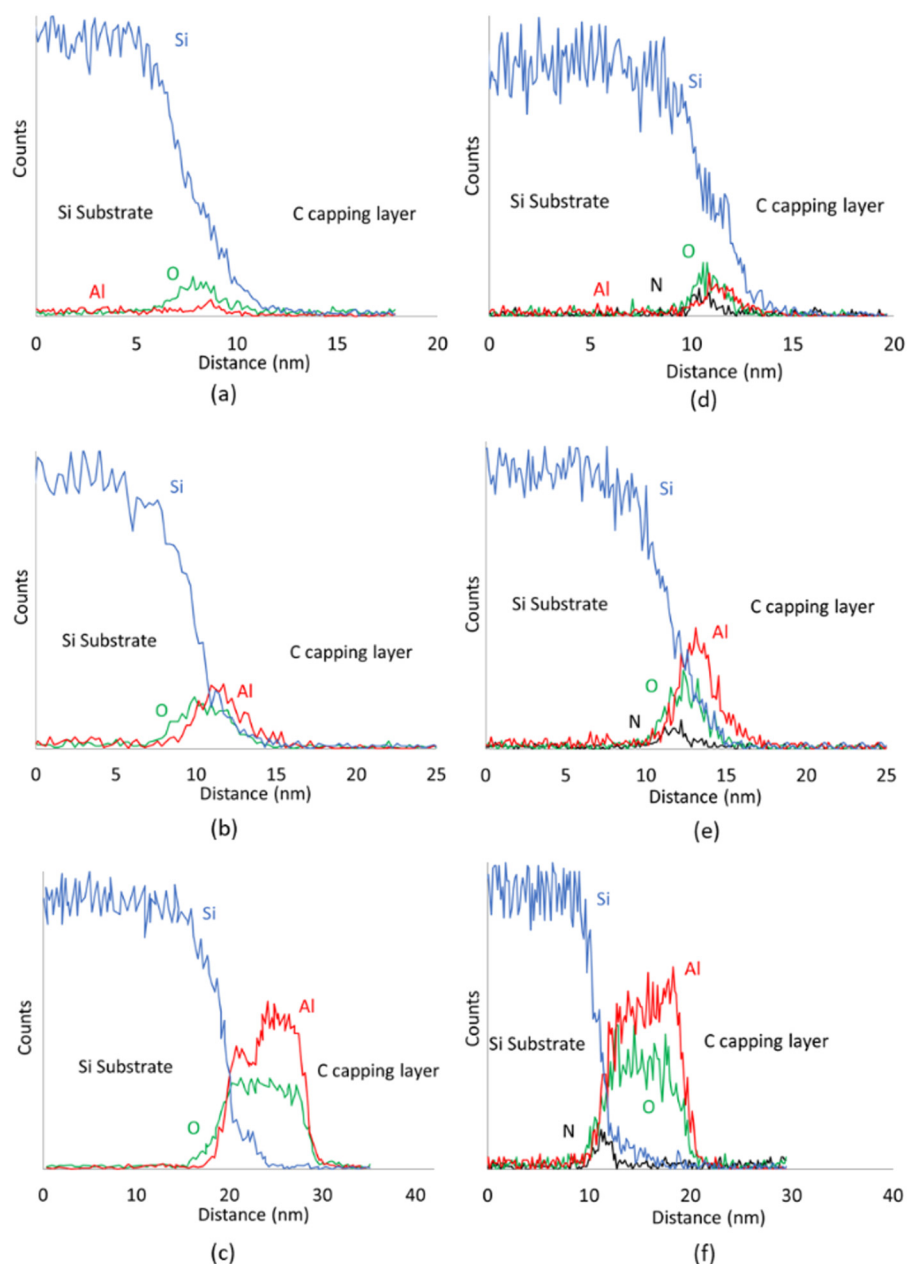 Si
Counts
Si Substrate
C capping layer
O
Al
0 5 10 15 20
Distance (nm)
(a)
Si
Counts
Si Substrate
C capping layer
O
N
Al
0 5 10 15 20
Distance (nm)
(d)
Si
Counts
Si Substrate
C capping layer
Al
O
0 5 10 15 20 25
Distance (nm)
(b)
Si
Counts
Si Substrate
C capping layer
Al
O
N
0 5 10 15 20 25
Distance (nm)
(e)
Si
Counts
Al
Si Substrate
C capping layer
O
0 10 20 30 40
Distance (nm)
(c)
Si
Counts
Al
Si Substrate
C capping layer
O
N
0 10 20 30 40
Distance (nm)
(f)